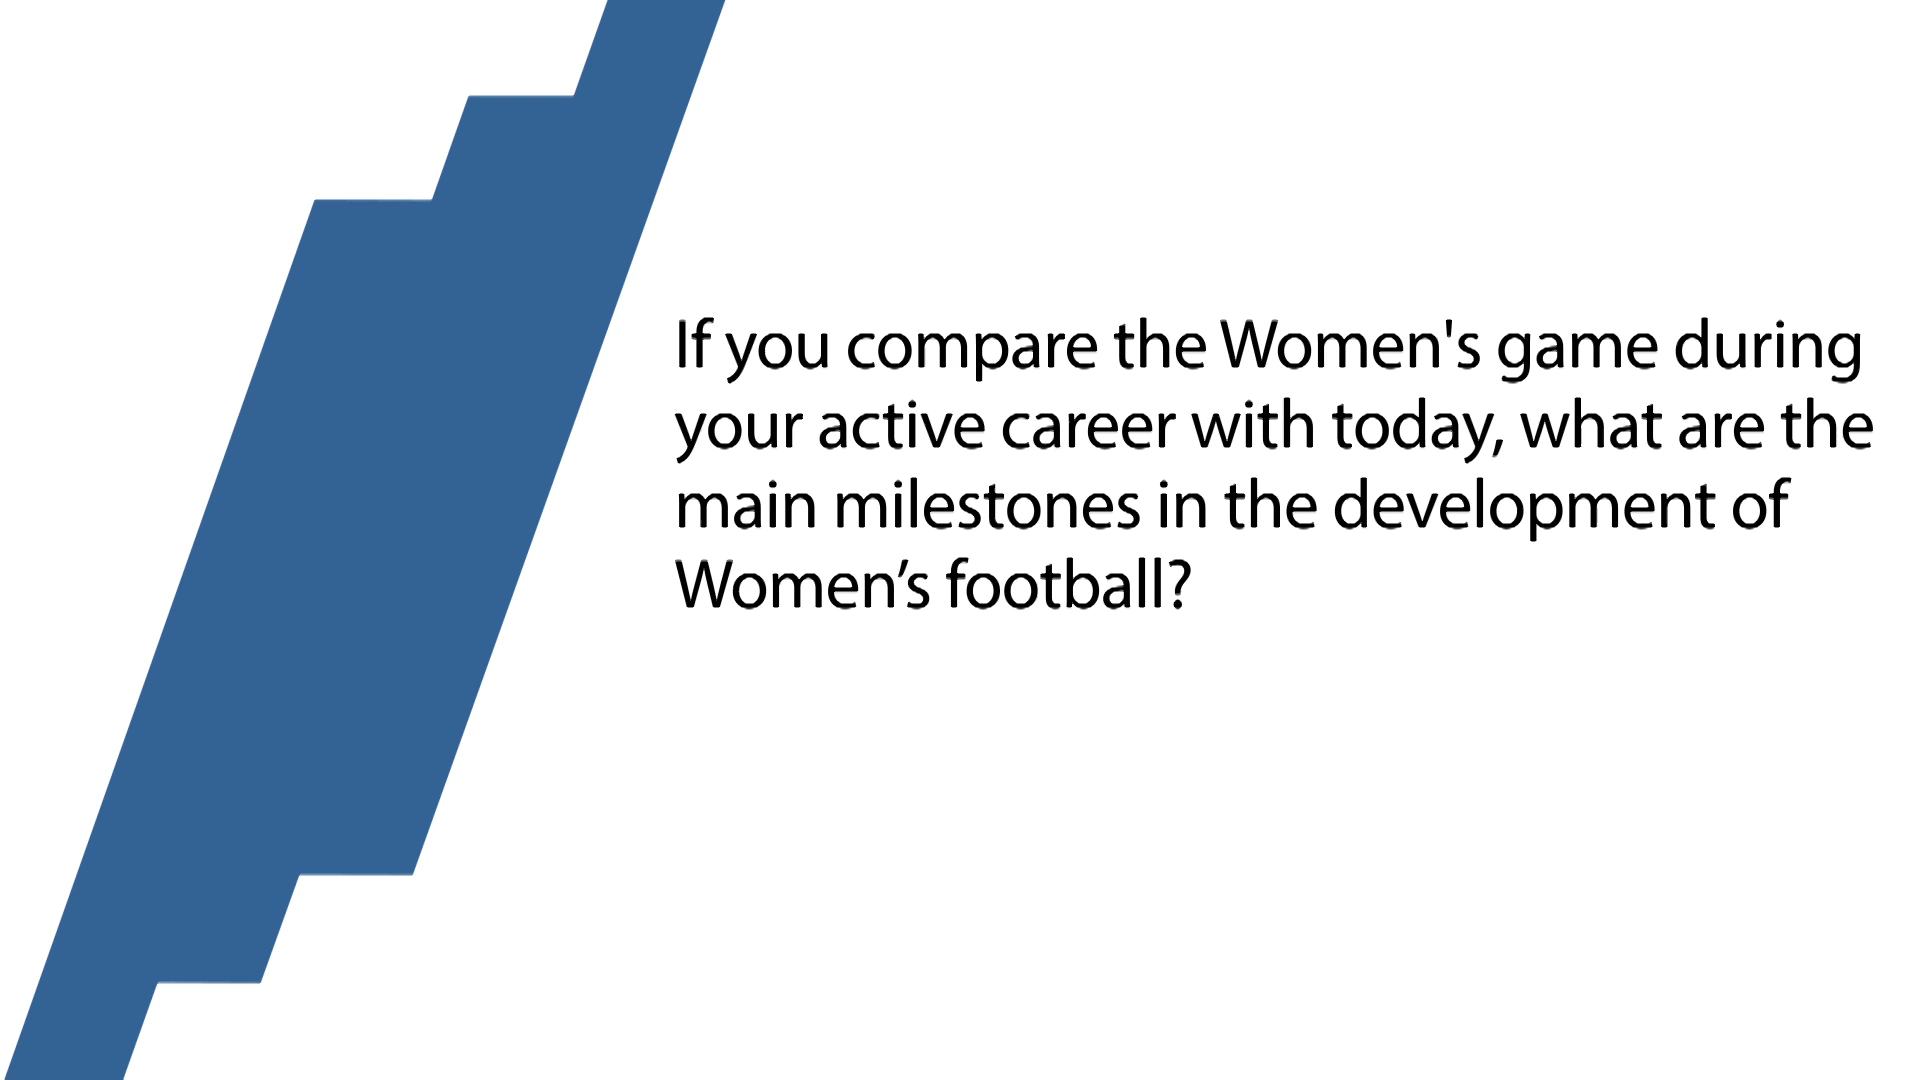 If you compare the Women's game during
your active career with today, what are the
main milestones in the development of
Women’s football?